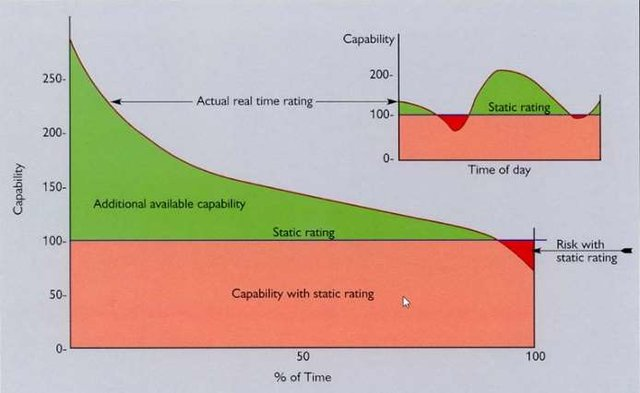 Capability
200-
100-
0-
Static rating
Time of day
250-
200-
150-
100-
50-
0-
Capability
Actual real time rating
Additional available capability
Static rating
Capability with static rating
Risk with
static rating
50
100
% of Time